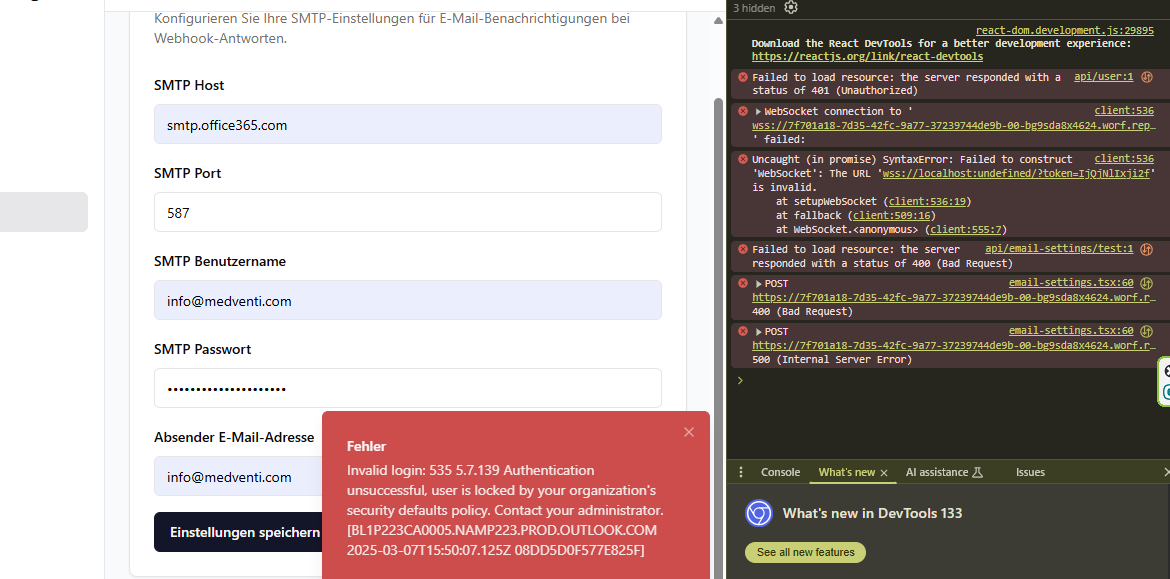 Konfigurieren Sie Ihre SMTP-Einstellungen für E-Mail-Benachrichtigungen bei
Webhook-Antworten.
SMTP Host
smtp.office365.com
SMTP Port
587
SMTP Benutzername
info@medventi.com
SMTP Passwort
•••••••••••••••••••••
Absender E-Mail-Adresse
info@medventi.com
Einstellungen speichern
Fehler
Invalid login: 535 5.7.139 Authentication
unsuccessful, user is locked by your organization's
security defaults policy. Contact your administrator.
[BL1P223CA0005.NAMP223.PROD.OUTLOOK.COM
2025-03-07T15:50:07.125Z 08DD5D0F577E825F]
3 hidden
react-dom.development.js:29895
Download the React DevTools for a better development experience:
https://reactjs.org/link/react-devtools
Failed to load resource: the server responded with a api/user:1
status of 401 (Unauthorized)
WebSocket connection to ' client:536
wss://7f701a18-7d35-42fc-9a77-37239744de9b-00-bg9sda8x4624.worf.rep…
' failed:
Uncaught (in promise) SyntaxError: Failed to construct client:536
'WebSocket': The URL 'wss://localhost:undefined/?token=IjQjNlIxji2f'
is invalid.
at setupWebSocket (client:536:19)
at fallback (client:509:16)
at WebSocket.<anonymous> (client:555:7)
Failed to load resource: the server api/email-settings/test:1
responded with a status of 400 (Bad Request)
POST email-settings.tsx:60
https://7f701a18-7d35-42fc-9a77-37239744de9b-00-bg9sda8x4624.worf.r…
400 (Bad Request)
POST email-settings.tsx:60
https://7f701a18-7d35-42fc-9a77-37239744de9b-00-bg9sda8x4624.worf.r…
500 (Internal Server Error)
Console What's new AI assistance Issues
What's new in DevTools 133
See all new features